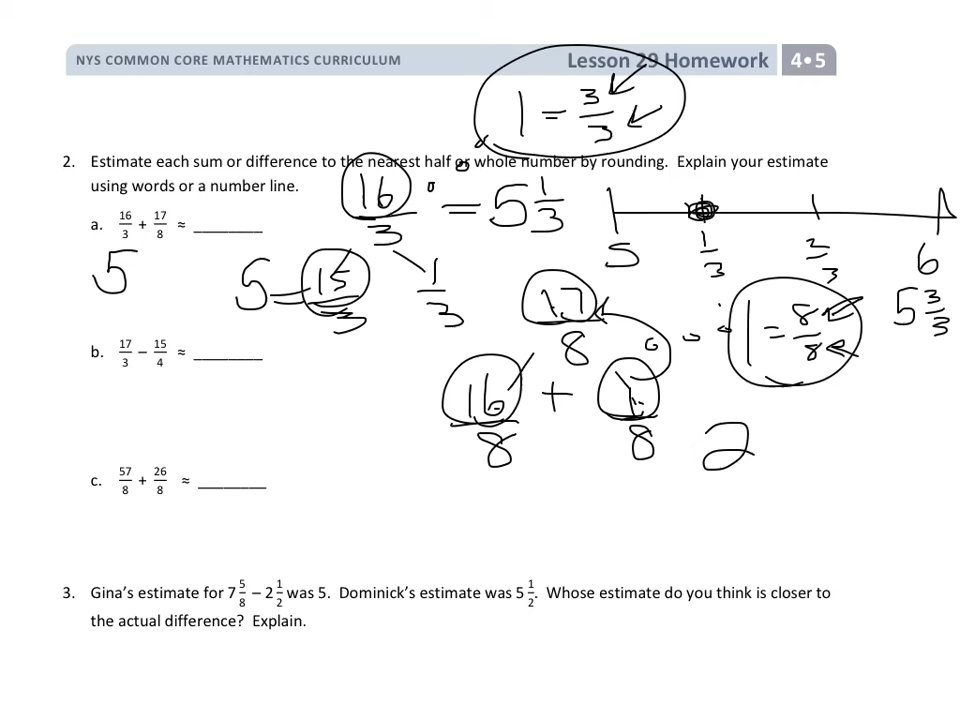 NYS COMMON CORE MATHEMATICS CURRICULUM Lesson 29 Homework 4•5
1 = 3/3
2. Estimate each sum or difference to the nearest half or whole number by rounding. Explain your estimate
using words or a number line.
16/3 = 5 1/3
5 1/3 2/3 6
a. 16/3 + 17/8 ≈ ________
5 5 = 15/3 1/3
5 3/3
17/8 1 = 8/8
b. 17/3 − 15/4 ≈ ________
16/8 + 1/8 2
c. 57/8 + 26/8 ≈ ________
3. Gina's estimate for 7 5/8 − 2 1/2 was 5. Dominick's estimate was 5 1/2. Whose estimate do you think is closer to
the actual difference? Explain.